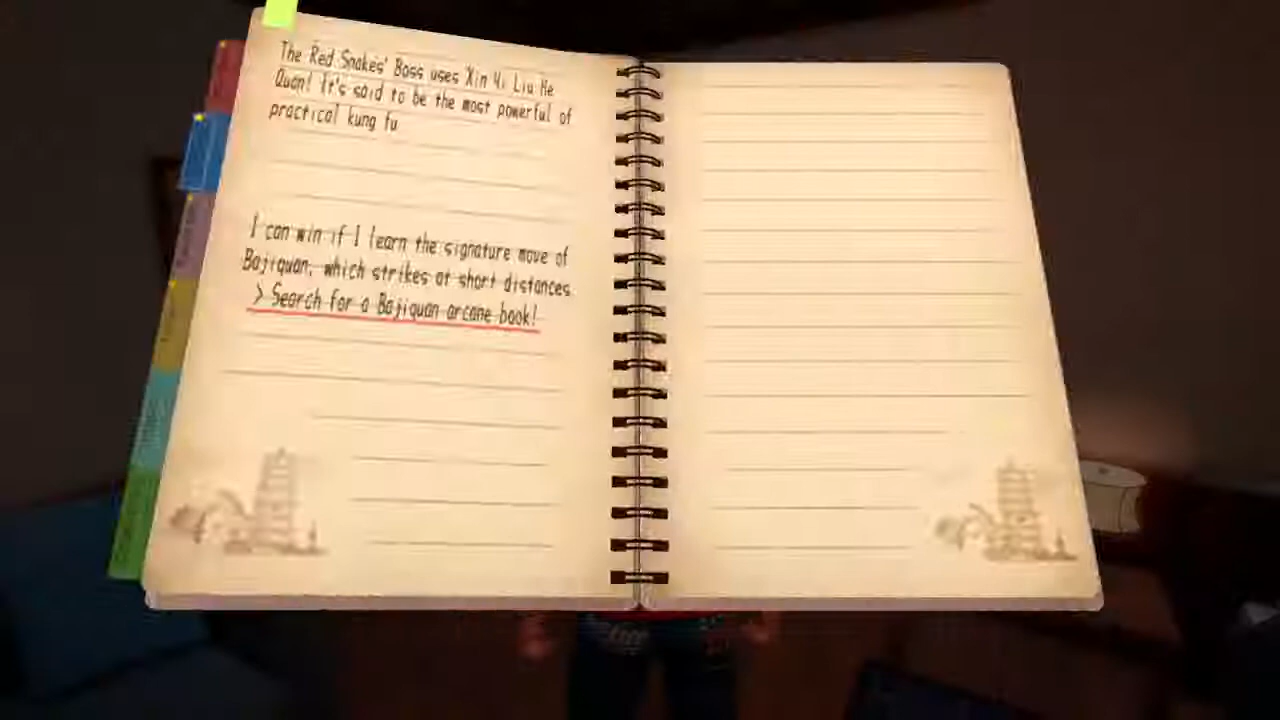 The Red Snakes' Boss uses Xin Yi Liu He
Quan! It's said to be the most powerful of
practical kung fu
I can win if I learn the signature move of
Bajiquan, which strikes at short distances
> Search for a Bajiquan arcane book!